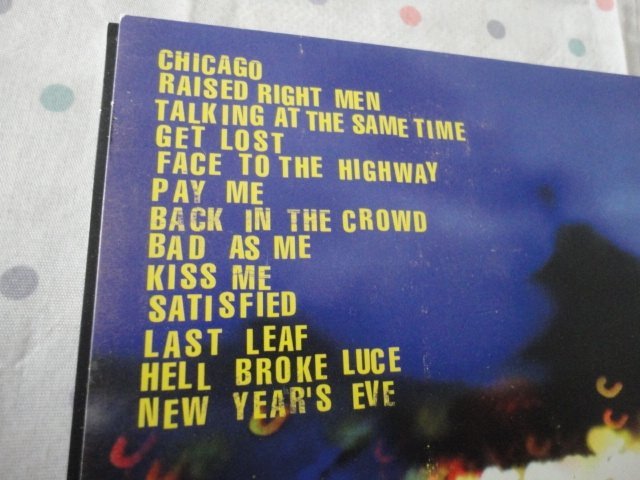 CHICAGO
RAISED RIGHT MEN
TALKING AT THE SAME TIME
GET LOST
FACE TO THE HIGHWAY
PAY ME
BACK IN THE CROWD
BAD AS ME
KISS ME
SATISFIED
LAST LEAF
HELL BROKE LUCE
NEW YEAR'S EVE